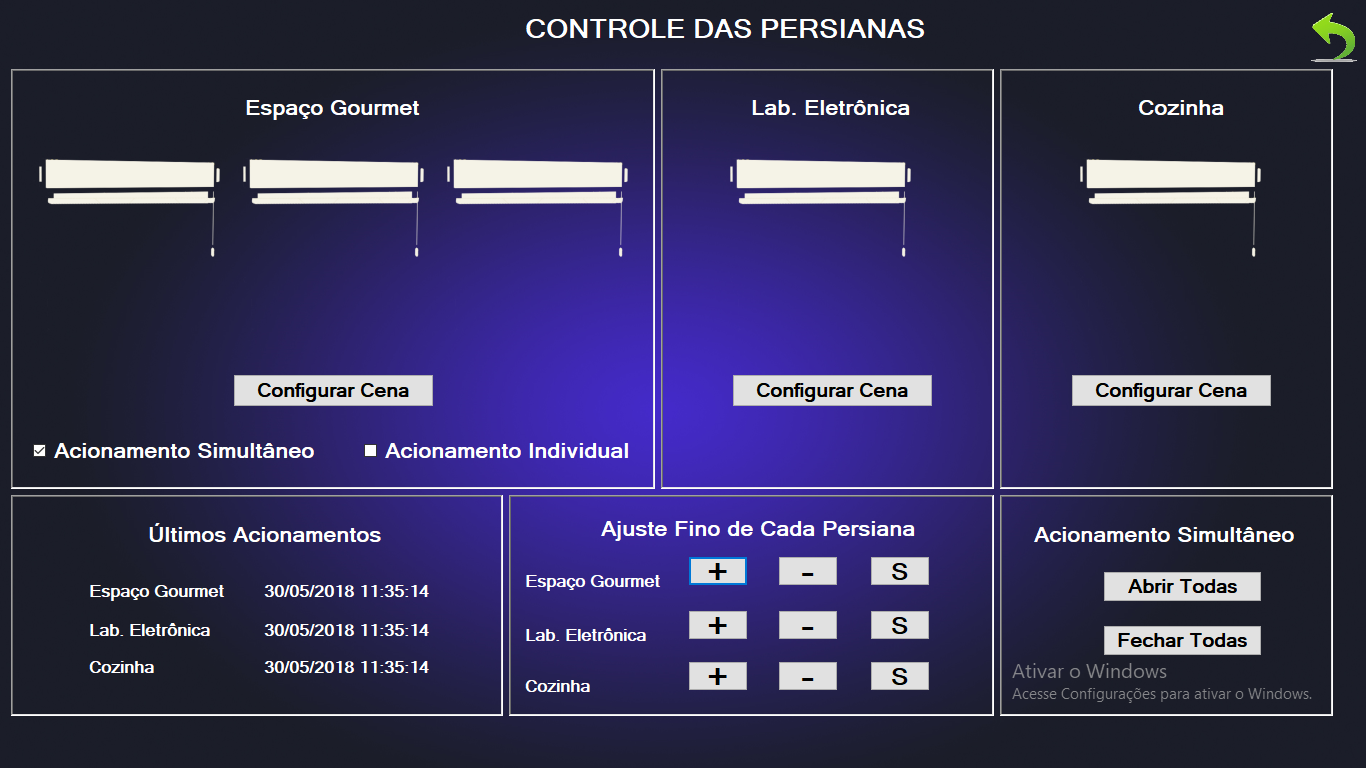 CONTROLE DAS PERSIANAS
Espaço Gourmet
Configurar Cena
Acionamento Simultâneo
Acionamento Individual
Lab. Eletrônica
Configurar Cena
Cozinha
Configurar Cena
Últimos Acionamentos
Espaço Gourmet 30/05/2018 11:35:14
Lab. Eletrônica 30/05/2018 11:35:14
Cozinha 30/05/2018 11:35:14
Ajuste Fino de Cada Persiana
Espaço Gourmet + - S
Lab. Eletrônica + - S
Cozinha + - S
Acionamento Simultâneo
Abrir Todas
Fechar Todas
Ativar o Windows
Acesse Configurações para ativar o Windows.